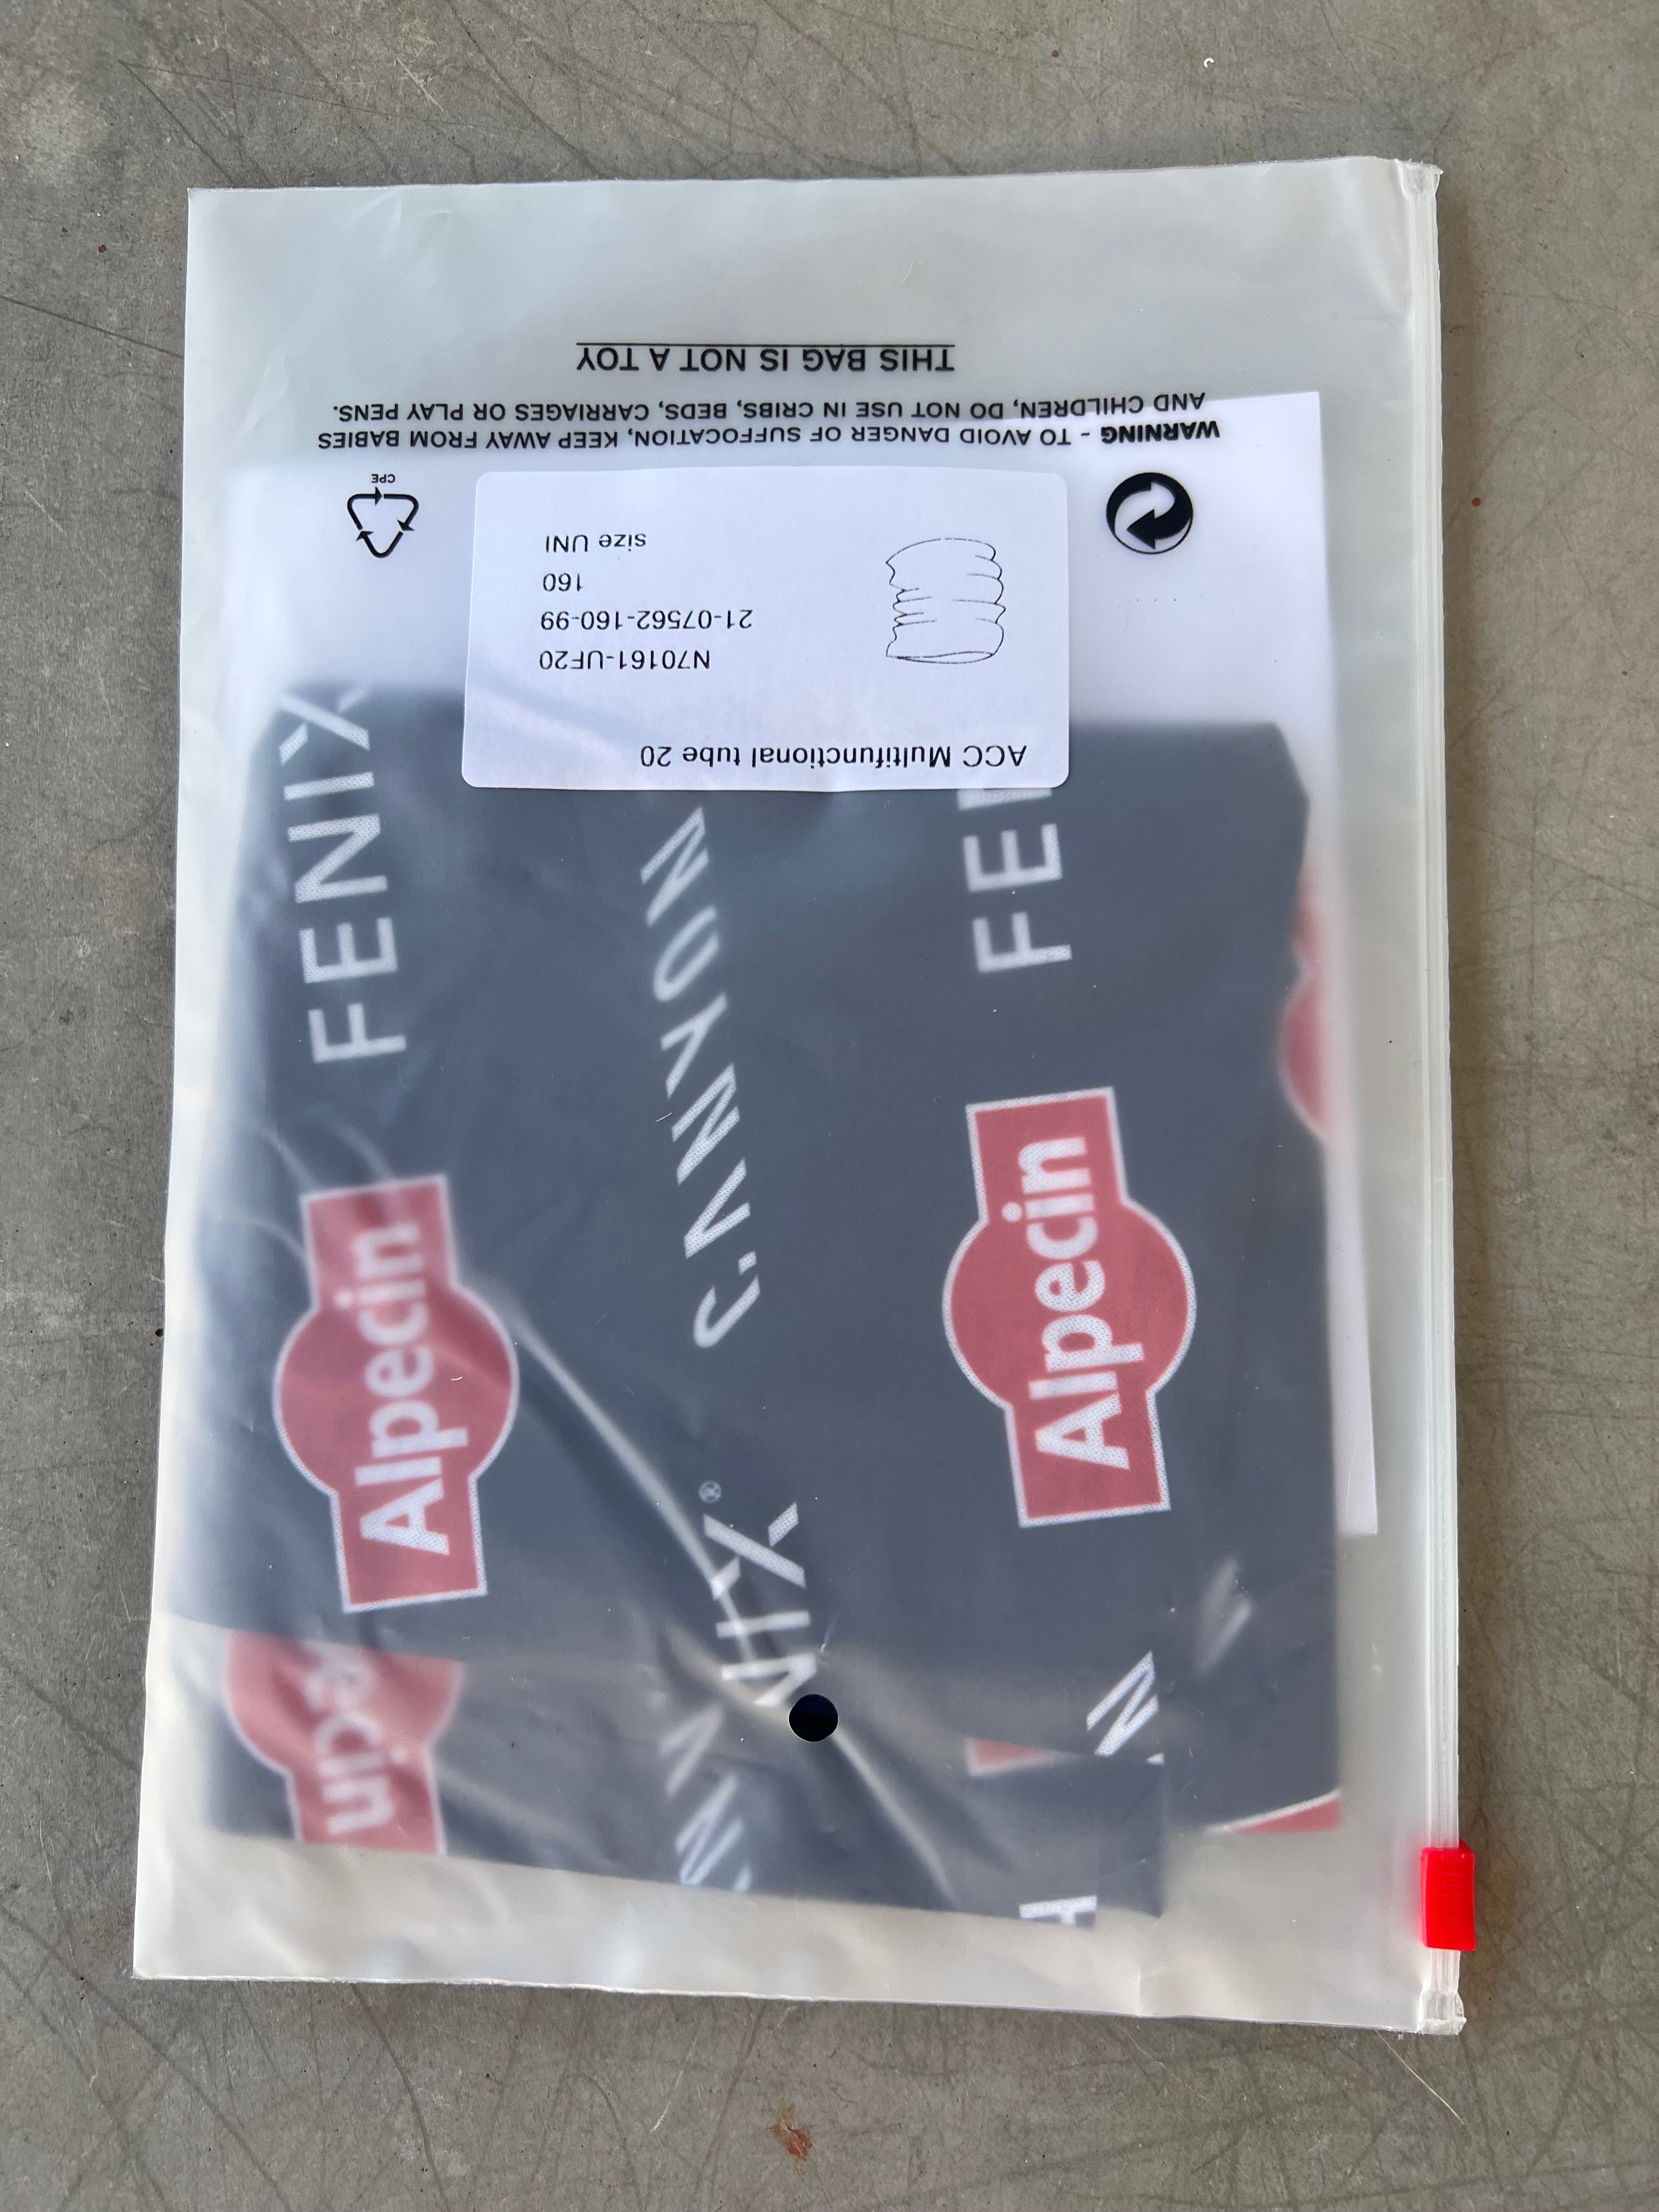 NIX®
Alpecin
Alpecin
CANYON
FE
FENIX
ACC Multifunctional tube 20
N70161-UF20
21-07562-160-99
160
size UNI
CPE
WARNING - TO AVOID DANGER OF SUFFOCATION, KEEP AWAY FROM BABIES
AND CHILDREN, DO NOT USE IN CRIBS, BEDS, CARRIAGES OR PLAY PENS.
THIS BAG IS NOT A TOY